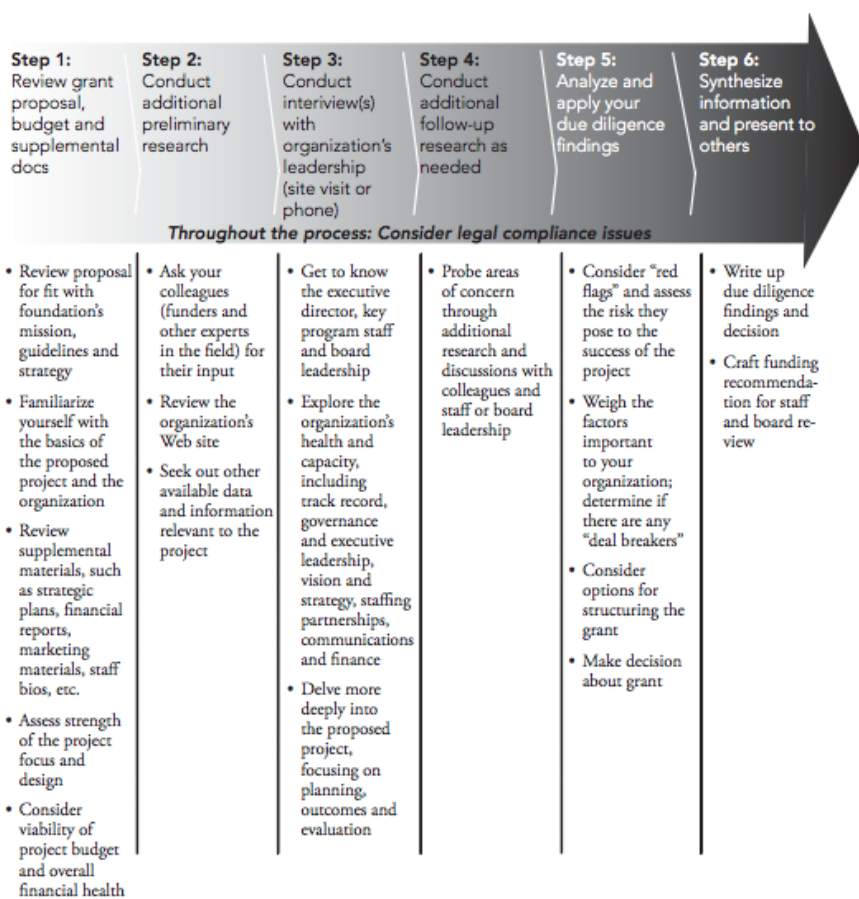 Step 1:
Review grant
proposal,
budget and
supplemental
docs
Step 2:
Conduct
additional
preliminary
research
Step 3:
Conduct
interiview(s)
with
organization's
leadership
(site visit or
phone)
Step 4:
Conduct
additional
follow-up
research as
needed
Step 5:
Analyze and
apply your
due diligence
findings
Step 6:
Synthesize
information
and present to
others
Throughout the process: Consider legal compliance issues
• Review proposal
for fit with
foundation's
mission,
guidelines and
strategy
• Familiarize
yourself with
the basics of
the proposed
project and the
organization
• Review
supplemental
materials, such
as strategic
plans, financial
reports,
marketing
materials, staff
bios, etc.
• Assess strength
of the project
focus and
design
• Consider
viability of
project budget
and overall
financial health
• Ask your
colleagues
(funders and
other experts
in the field) for
their input
• Review the
organization's
Web site
• Seek out other
available data
and information
relevant to the
project
• Get to know
the executive
director, key
program staff
and board
leadership
• Explore the
organization's
health and
capacity,
including
track record,
governance
and executive
leadership,
vision and
strategy, staffing
partnerships,
communications
and finance
• Delve more
deeply into
the proposed
project,
focusing on
planning,
outcomes and
evaluation
• Probe areas
of concern
through
additional
research and
discussions with
colleagues and
staff or board
leadership
• Consider "red
flags" and assess
the risk they
pose to the
success of the
project
• Weigh the
factors
important
to your
organization;
determine if
there are any
"deal breakers"
• Consider
options for
structuring the
grant
• Make decision
about grant
• Write up
due diligence
findings and
decision
• Craft funding
recommenda-
tion for staff
and board re-
view